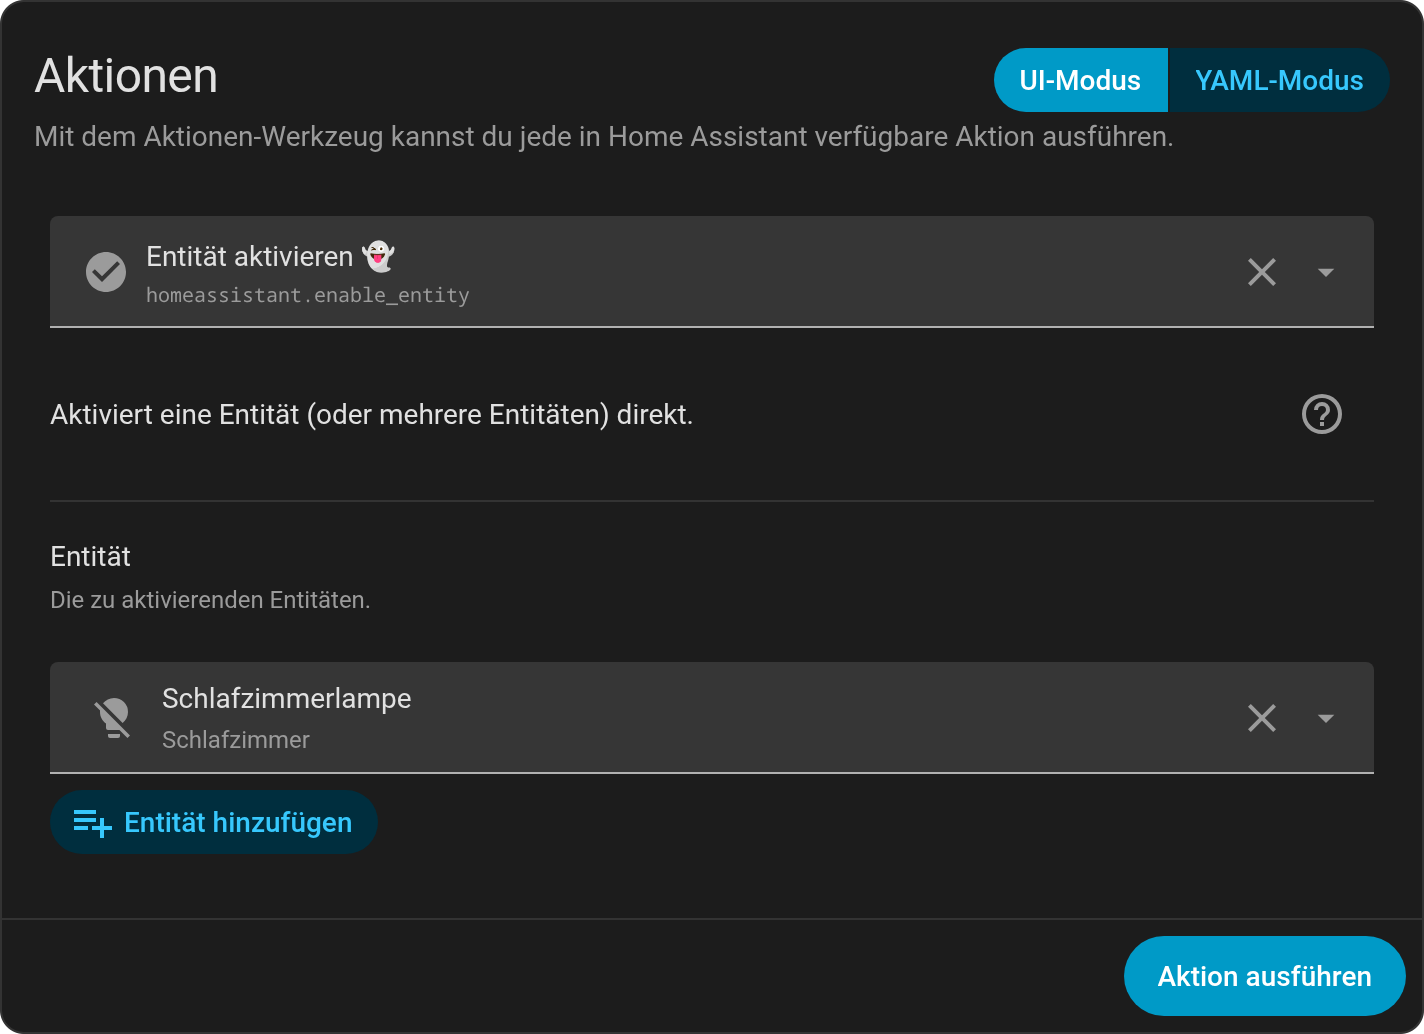 Aktionen
UI-Modus
YAML-Modus
Mit dem Aktionen-Werkzeug kannst du jede in Home Assistant verfügbare Aktion ausführen.
Entität aktivieren 👻
homeassistant.enable_entity
Aktiviert eine Entität (oder mehrere Entitäten) direkt.
Entität
Die zu aktivierenden Entitäten.
Schlafzimmerlampe
Schlafzimmer
Entität hinzufügen
Aktion ausführen